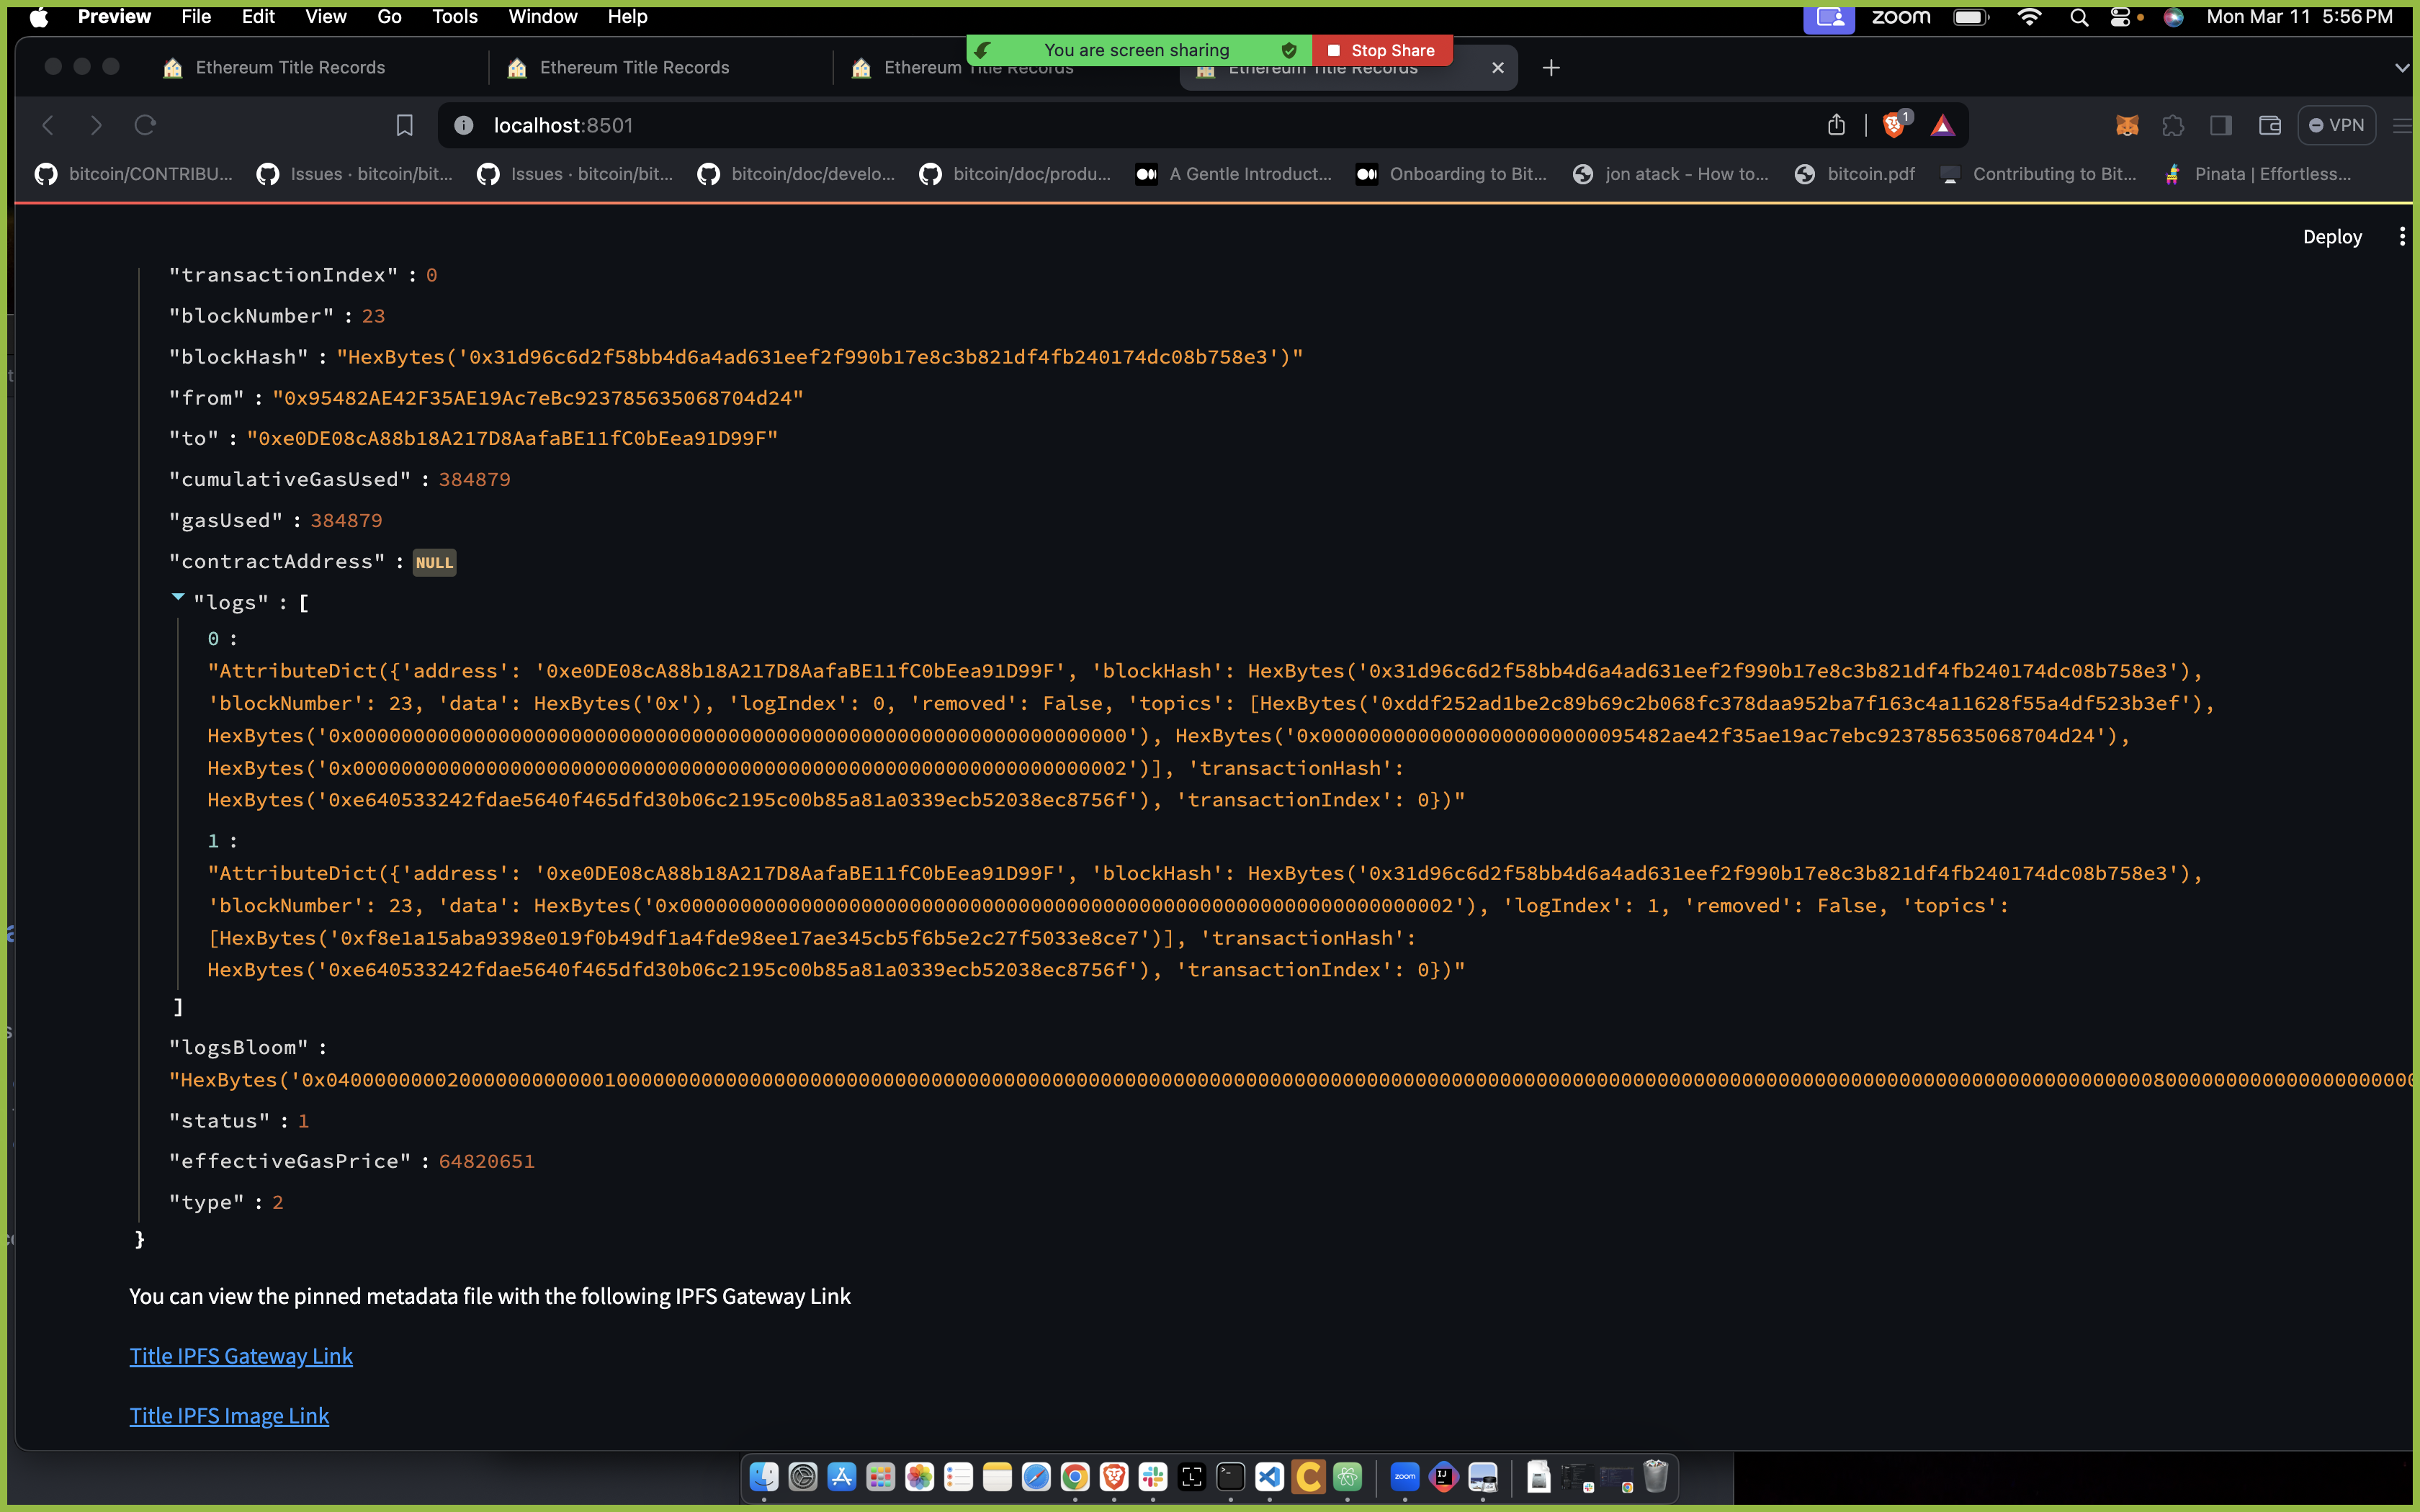 Preview File Edit View Go Tools Window Help zoom Mon Mar 11 5:56 PM
You are screen sharing Stop Share
Ethereum Title Records Ethereum Title Records Ethereum Title Records Ethereum Title Records
localhost:8501 1 VPN
bitcoin/CONTRIBU... Issues · bitcoin/bit... Issues · bitcoin/bit... bitcoin/doc/develo... bitcoin/doc/produ... A Gentle Introduct... Onboarding to Bit... jon atack - How to... bitcoin.pdf Contributing to Bit... Pinata | Effortless...
Deploy
"transactionIndex" : 0
"blockNumber" : 23
"blockHash" : "HexBytes('0x31d96c6d2f58bb4d6a4ad631eef2f990b17e8c3b821df4fb240174dc08b758e3')"
"from" : "0x95482AE42F35AE19Ac7eBc923785635068704d24"
"to" : "0xe0DE08cA88b18A217D8AafaBE11fC0bEea91D99F"
"cumulativeGasUsed" : 384879
"gasUsed" : 384879
"contractAddress" : NULL
"logs" : [
0 :
"AttributeDict({'address': '0xe0DE08cA88b18A217D8AafaBE11fC0bEea91D99F', 'blockHash': HexBytes('0x31d96c6d2f58bb4d6a4ad631eef2f990b17e8c3b821df4fb240174dc08b758e3'),
'blockNumber': 23, 'data': HexBytes('0x'), 'logIndex': 0, 'removed': False, 'topics': [HexBytes('0xddf252ad1be2c89b69c2b068fc378daa952ba7f163c4a11628f55a4df523b3ef'),
HexBytes('0x0000000000000000000000000000000000000000000000000000000000000000'), HexBytes('0x00000000000000000000000095482ae42f35ae19ac7ebc923785635068704d24'),
HexBytes('0x0000000000000000000000000000000000000000000000000000000000000002')], 'transactionHash':
HexBytes('0xe640533242fdae5640f465dfd30b06c2195c00b85a81a0339ecb52038ec8756f'), 'transactionIndex': 0})"
1 :
"AttributeDict({'address': '0xe0DE08cA88b18A217D8AafaBE11fC0bEea91D99F', 'blockHash': HexBytes('0x31d96c6d2f58bb4d6a4ad631eef2f990b17e8c3b821df4fb240174dc08b758e3'),
'blockNumber': 23, 'data': HexBytes('0x0000000000000000000000000000000000000000000000000000000000000002'), 'logIndex': 1, 'removed': False, 'topics':
[HexBytes('0xf8e1a15aba9398e019f0b49df1a4fde98ee17ae345cb5f6b5e2c27f5033e8ce7')], 'transactionHash':
HexBytes('0xe640533242fdae5640f465dfd30b06c2195c00b85a81a0339ecb52038ec8756f'), 'transactionIndex': 0})"
]
"logsBloom" :
"HexBytes('
"status" : 1
"effectiveGasPrice" : 64820651
"type" : 2
}
You can view the pinned metadata file with the following IPFS Gateway Link
Title IPFS Gateway Link
Title IPFS Image Link
zoom